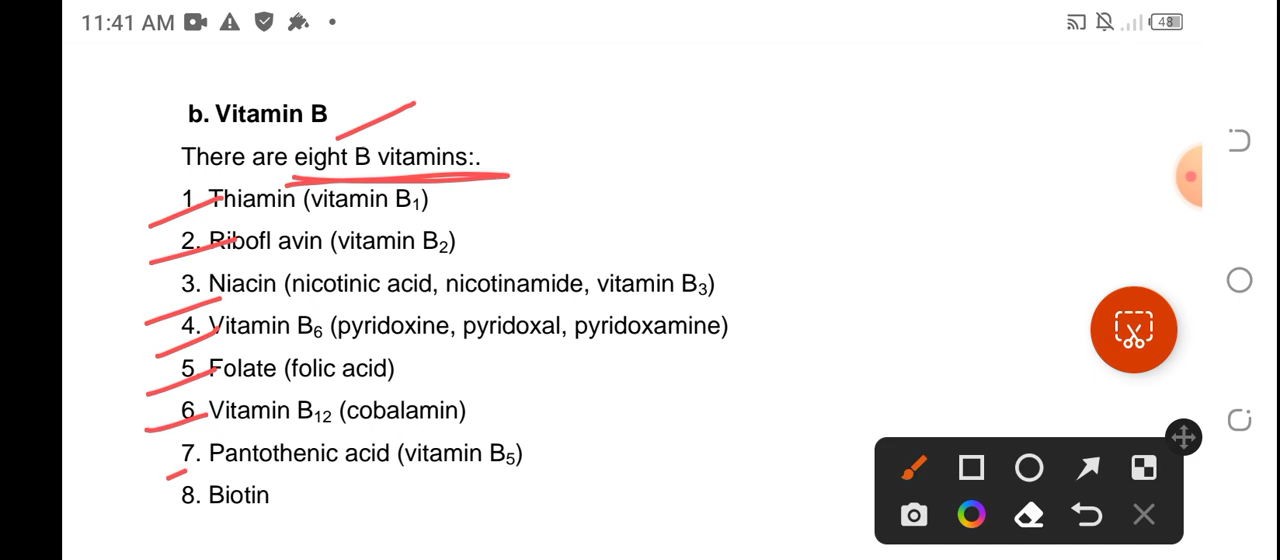 11:41 AM
48
b. Vitamin B
There are eight B vitamins:.
1. Thiamin (vitamin B₁)
2. Ribofl avin (vitamin B₂)
3. Niacin (nicotinic acid, nicotinamide, vitamin B₃)
4. Vitamin B₆ (pyridoxine, pyridoxal, pyridoxamine)
5. Folate (folic acid)
6. Vitamin B₁₂ (cobalamin)
7. Pantothenic acid (vitamin B₅)
8. Biotin